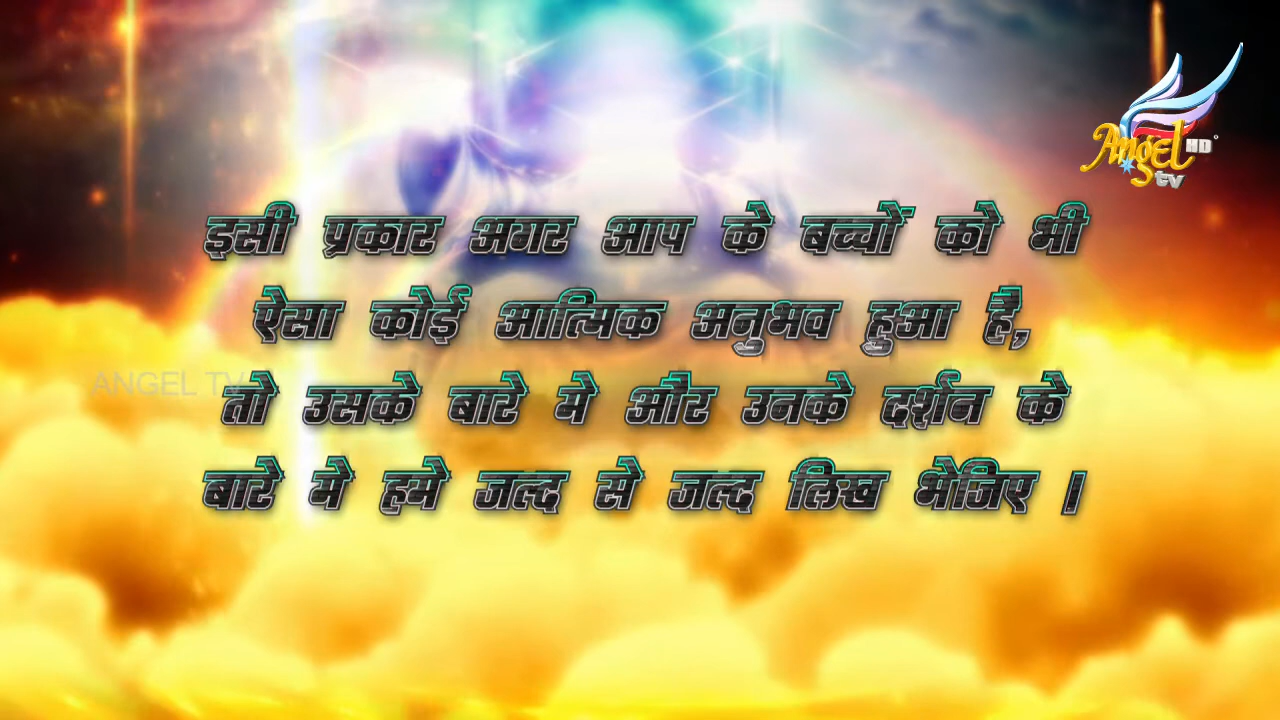 Angel HD
tv
इसी प्रकार अगर आप के बच्चों को भी
ऐसा कोई आत्मिक अनुभव हुआ है,
ANGEL TV
तो उसके बारे मे और उनके दर्शन के
बारे मे हमे जल्द से जल्द लिख भेजिए ।